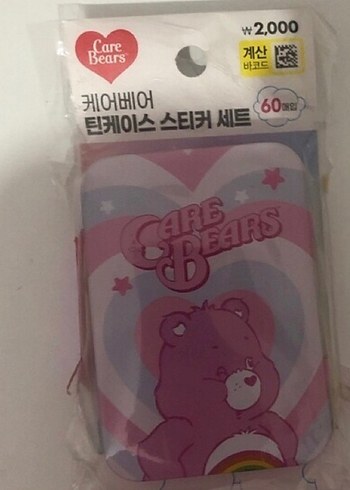 Care
Bears
₩2,000
계산
바코드
케어베어
틴케이스 스티커 세트
60매입
CARE
BEARS